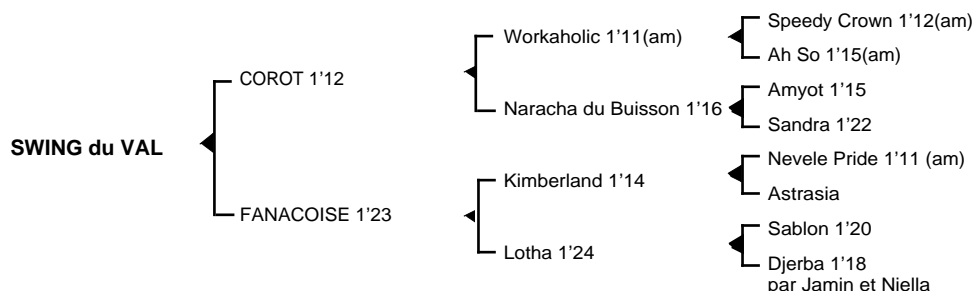 Speedy Crown 1’12(am)
Workaholic 1’11(am)
Ah So 1’15(am)
COROT 1’12
Amyot 1’15
Naracha du Buisson 1’16
Sandra 1’22
SWING du VAL
Nevele Pride 1’11 (am)
Kimberland 1’14
Astrasia
FANACOISE 1’23
Sablon 1’20
Lotha 1’24
Djerba 1’18
par Jamin et Niella